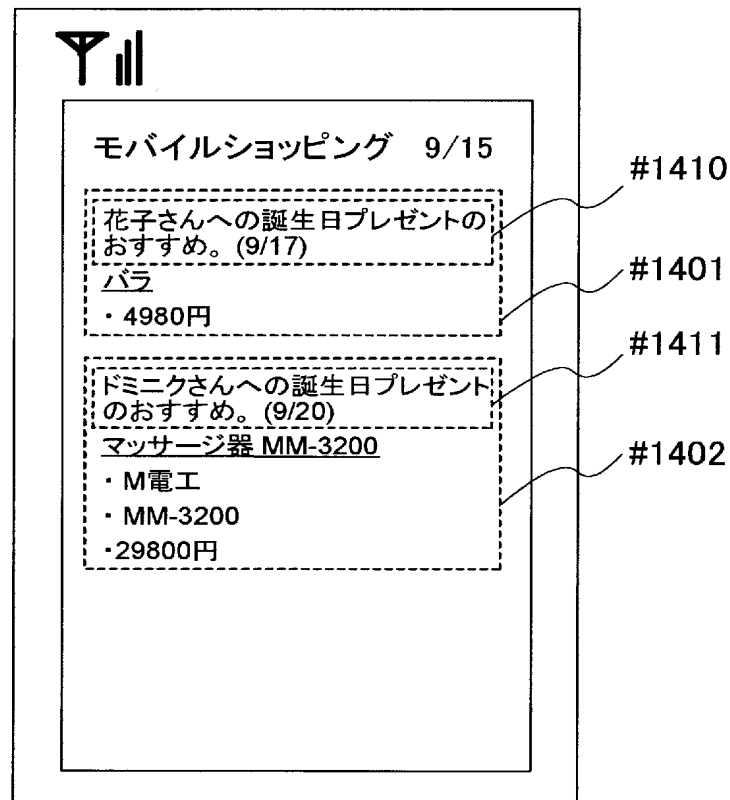 モバイルショッピング 9/15
花子さんへの誕生日プレゼントの
おすすめ。(9/17)
バラ
・4980円
ドミニクさんへの誕生日プレゼント
のおすすめ。(9/20)
マッサージ器 MM-3200
・M電工
・MM-3200
・29800円
#1410
#1401
#1411
#1402